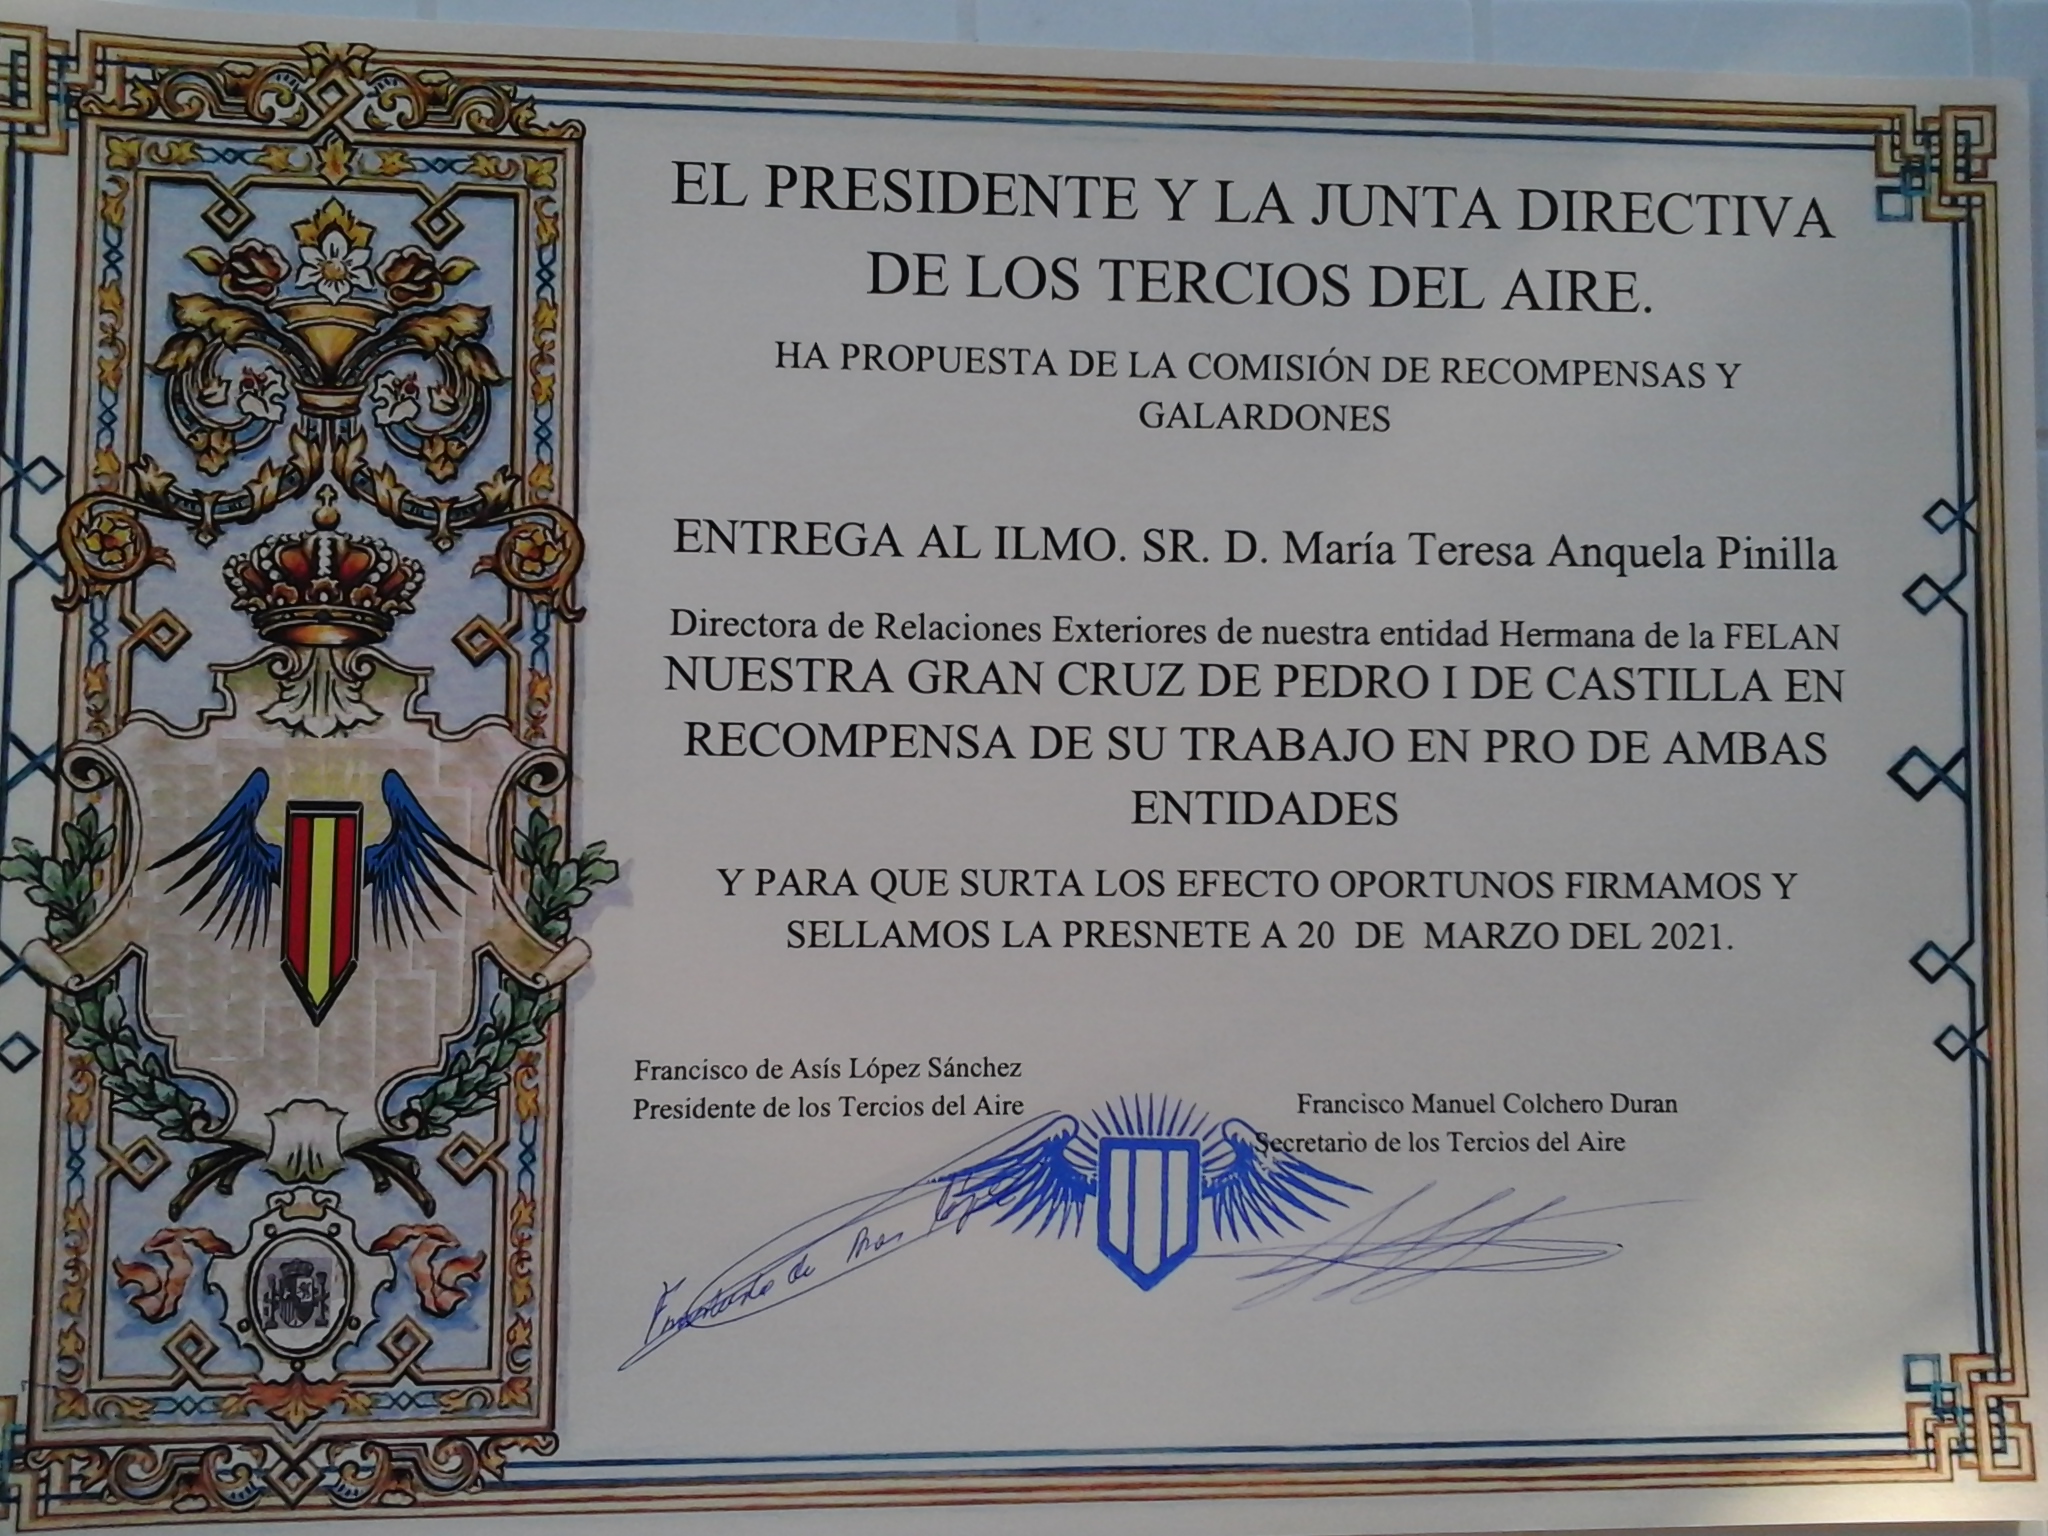 EL PRESIDENTE Y LA JUNTA DIRECTIVA
DE LOS TERCIOS DEL AIRE.
HA PROPUESTA DE LA COMISIÓN DE RECOMPENSAS Y
GALARDONES
ENTREGA AL ILMO. SR. D. María Teresa Anquela Pinilla
Directora de Relaciones Exteriores de nuestra entidad Hermana de la FELAN
NUESTRA GRAN CRUZ DE PEDRO I DE CASTILLA EN
RECOMPENSA DE SU TRABAJO EN PRO DE AMBAS
ENTIDADES
Y PARA QUE SURTA LOS EFECTO OPORTUNOS FIRMAMOS Y
SELLAMOS LA PRESNETE A 20 DE MARZO DEL 2021.
Francisco de Asís López Sánchez
Presidente de los Tercios del Aire
Francisco Manuel Colchero Duran
Secretario de los Tercios del Aire